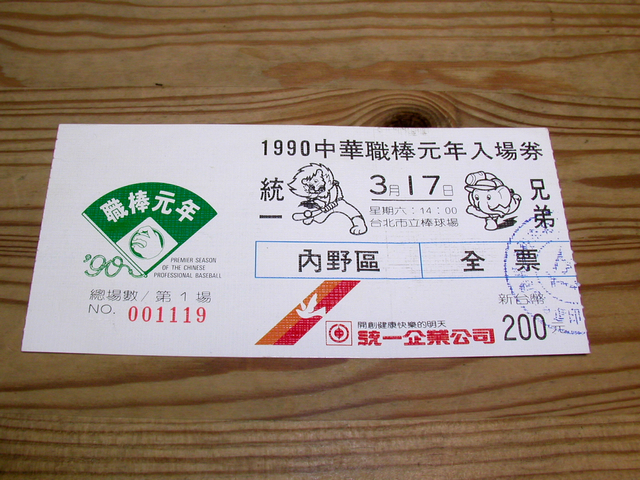 1990中華職棒元年入場券
統一
3月17日
兄弟
星期六：14：00
台北市立棒球場
職棒元年
'90
PREMIER SEASON
OF THE CHINESE
PROFESSIONAL BASEBALL
內野區
全票
總場數/第1場
NO. 001119
開創健康快樂的明天
統一企業公司
新台幣
200元